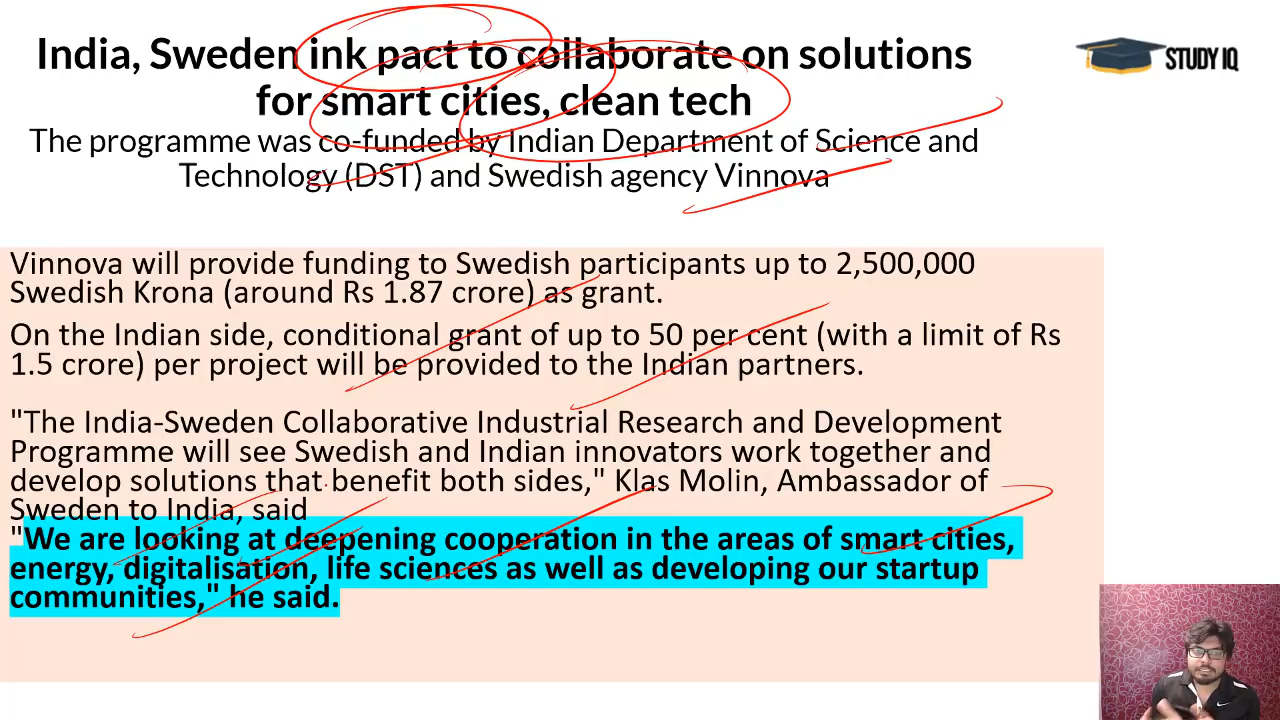 India, Sweden ink pact to collaborate on solutions
for smart cities, clean tech
STUDY IQ
The programme was co-funded by Indian Department of Science and
Technology (DST) and Swedish agency Vinnova
Vinnova will provide funding to Swedish participants up to 2,500,000
Swedish Krona (around Rs 1.87 crore) as grant.
On the Indian side, conditional grant of up to 50 per cent (with a limit of Rs
1.5 crore) per project will be provided to the Indian partners.
"The India-Sweden Collaborative Industrial Research and Development
Programme will see Swedish and Indian innovators work together and
develop solutions that benefit both sides," Klas Molin, Ambassador of
Sweden to India, said
"We are looking at deepening cooperation in the areas of smart cities,
energy, digitalisation, life sciences as well as developing our startup
communities," he said.